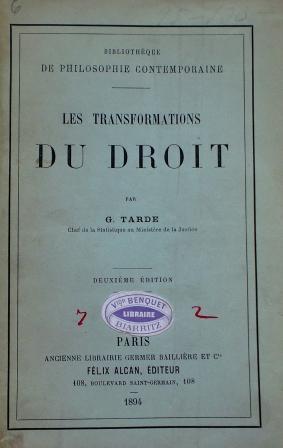 6
BIBLIOTHÈQUE
DE PHILOSOPHIE CONTEMPORAINE
LES TRANSFORMATIONS
DU DROIT
PAR
G. TARDE
Chef de la Statistique au Ministère de la Justice
DEUXIÈME ÉDITION
7 2
BENQUET
LIBRAIRE
BIARRITZ
PARIS
ANCIENNE LIBRAIRIE GERMER BAILLIÈRE ET Cie
FÉLIX ALCAN, ÉDITEUR
108, BOULEVARD SAINT-GERMAIN, 108
1894